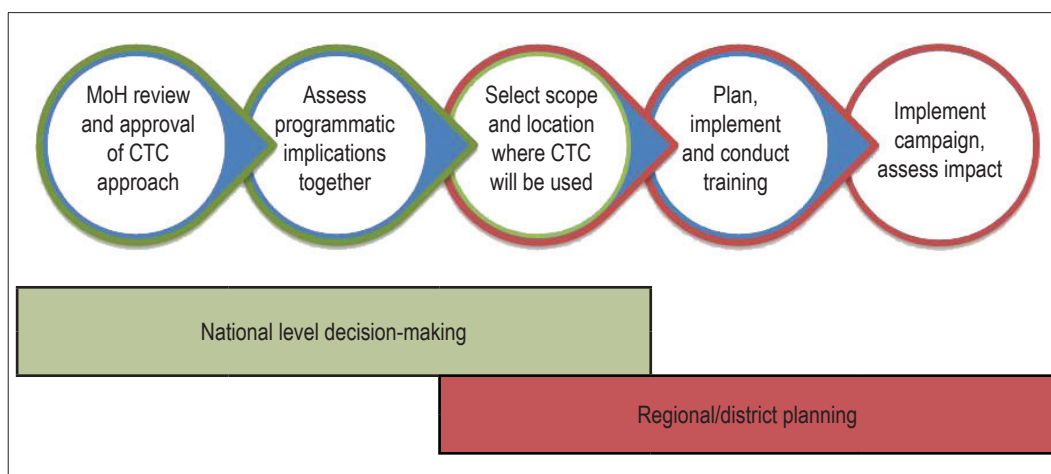 MoH review
and approval
of CTC
approach
Assess
programmatic
implications
together
Select scope
and location
where CTC
will be used
Plan,
implement
and conduct
training
Implement
campaign,
assess impact
National level decision-making
Regional/district planning